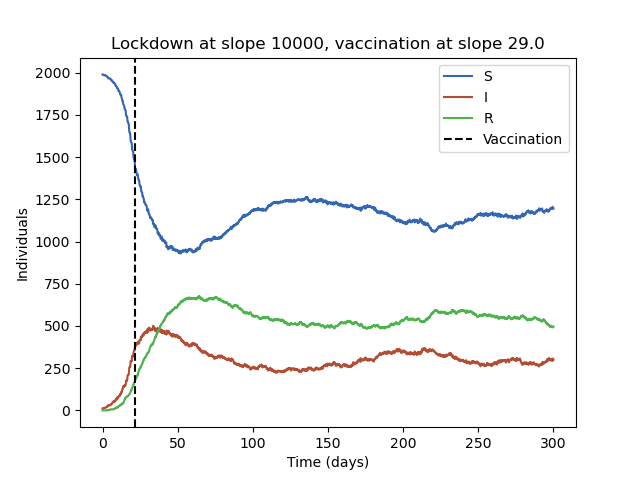 Lockdown at slope 10000, vaccination at slope 29.0
S
I
R
Vaccination
Individuals
2000
1750
1500
1250
1000
750
500
250
0
0 50 100 150 200 250 300
Time (days)